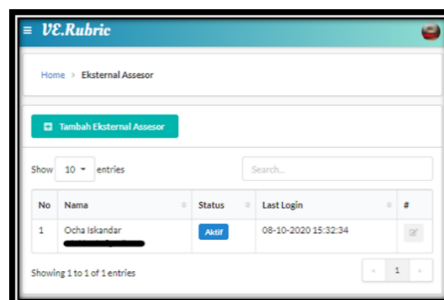 VE.Rubric
Home > Eksternal Assesor
Tambah Eksternal Assesor
Show 10 entries Search...
No Nama Status Last Login #
1 Ocha Iskandar Aktif 08-10-2020 15:32:34
Showing 1 to 1 of 1 entries 1